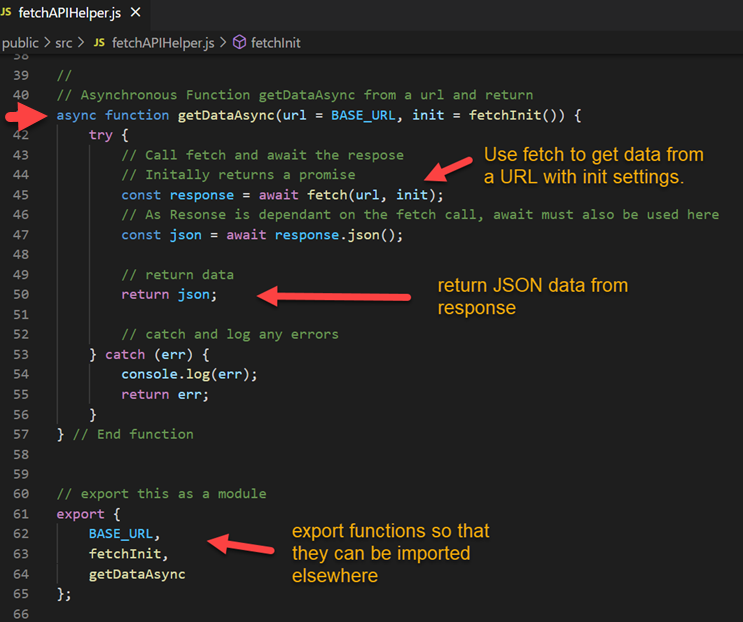 JS fetchAPIHelper.js ×
public > src > JS fetchAPIHelper.js > fetchInit
38
39 //
40 // Asynchronous Function getDataAsync from a url and return
async function getDataAsync(url = BASE_URL, init = fetchInit()) {
42 try {
43 // Call fetch and await the respose
44 // Initally returns a promise
45 const response = await fetch(url, init);
46 // As Resonse is dependant on the fetch call, await must also be used here
47 const json = await response.json();
48
49 // return data
50 return json;
51
52 // catch and log any errors
53 } catch (err) {
54 console.log(err);
55 return err;
56 }
57 } // End function
58
59
60 // export this as a module
61 export {
62 BASE_URL,
63 fetchInit,
64 getDataAsync
65 };
66
Use fetch to get data from
a URL with init settings.
return JSON data from
response
export functions so that
they can be imported
elsewhere